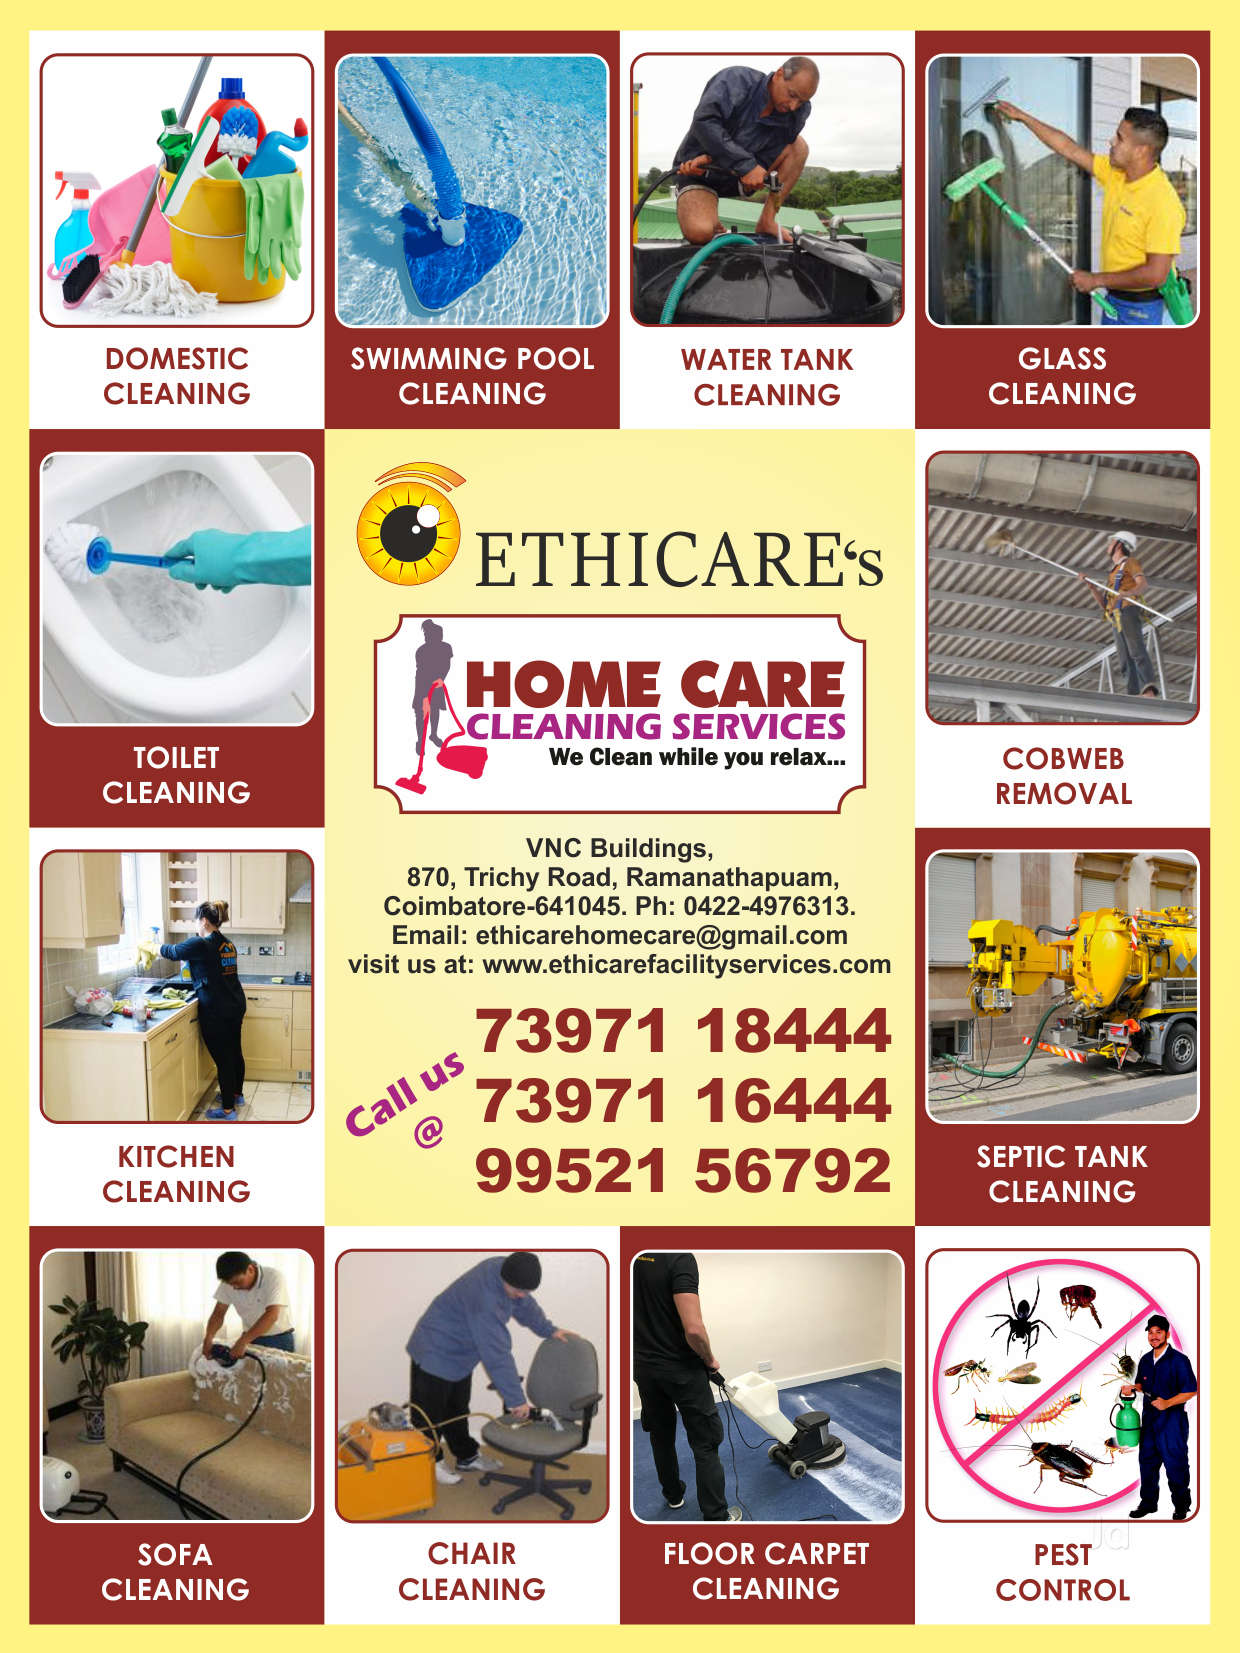 DOMESTIC
CLEANING
SWIMMING POOL
CLEANING
WATER TANK
CLEANING
GLASS
CLEANING
TOILET
CLEANING
ETHICARE‘s
HOME CARE
CLEANING SERVICES
We Clean while you relax...
COBWEB
REMOVAL
VNC Buildings,
870, Trichy Road, Ramanathapuam,
Coimbatore-641045. Ph: 0422-4976313.
Email: ethicarehomecare@gmail.com
visit us at: www.ethicarefacilityservices.com
Call us
@
73971 18444
73971 16444
99521 56792
KITCHEN
CLEANING
SEPTIC TANK
CLEANING
SOFA
CLEANING
CHAIR
CLEANING
FLOOR CARPET
CLEANING
PEST
CONTROL
Jd